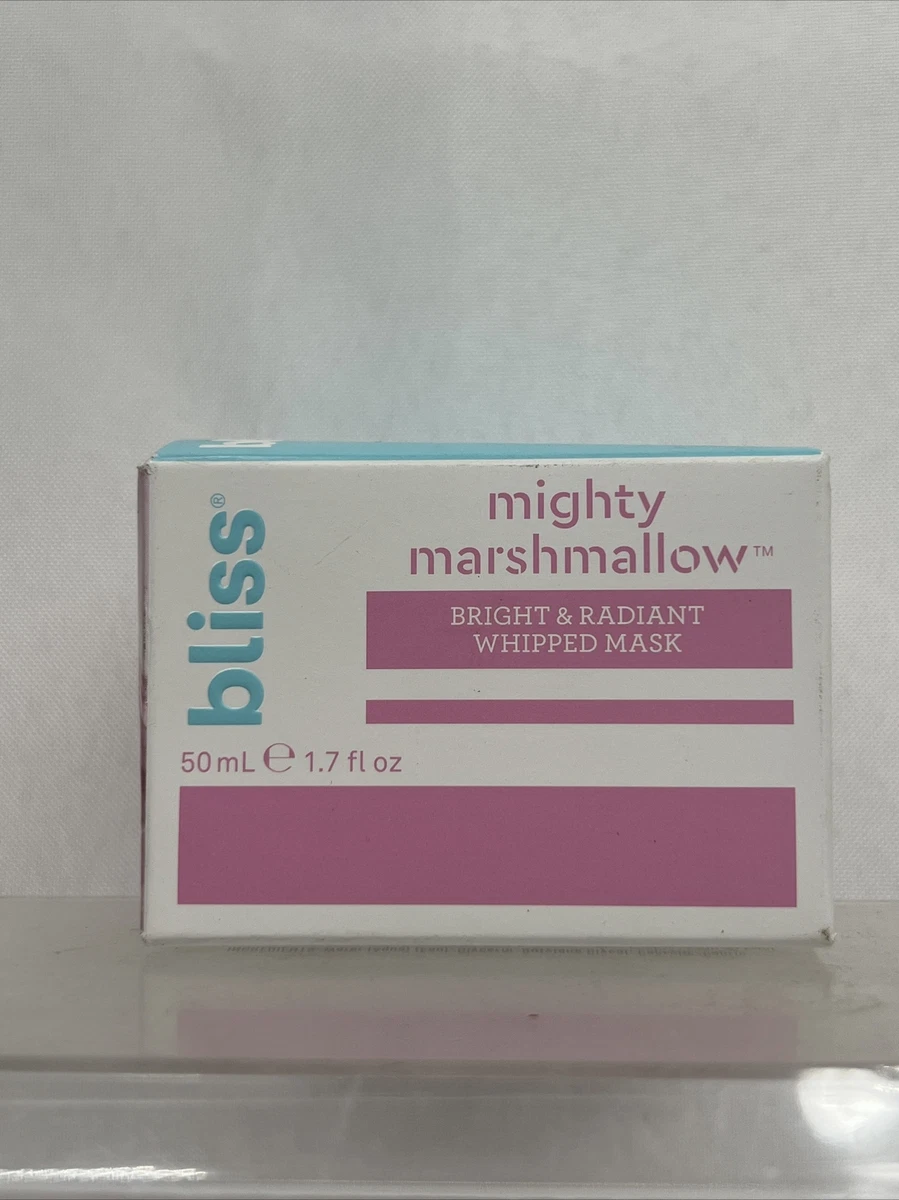 bliss®
mighty
marshmallow™
BRIGHT & RADIANT
WHIPPED MASK
50 mL ℮ 1.7 fl oz